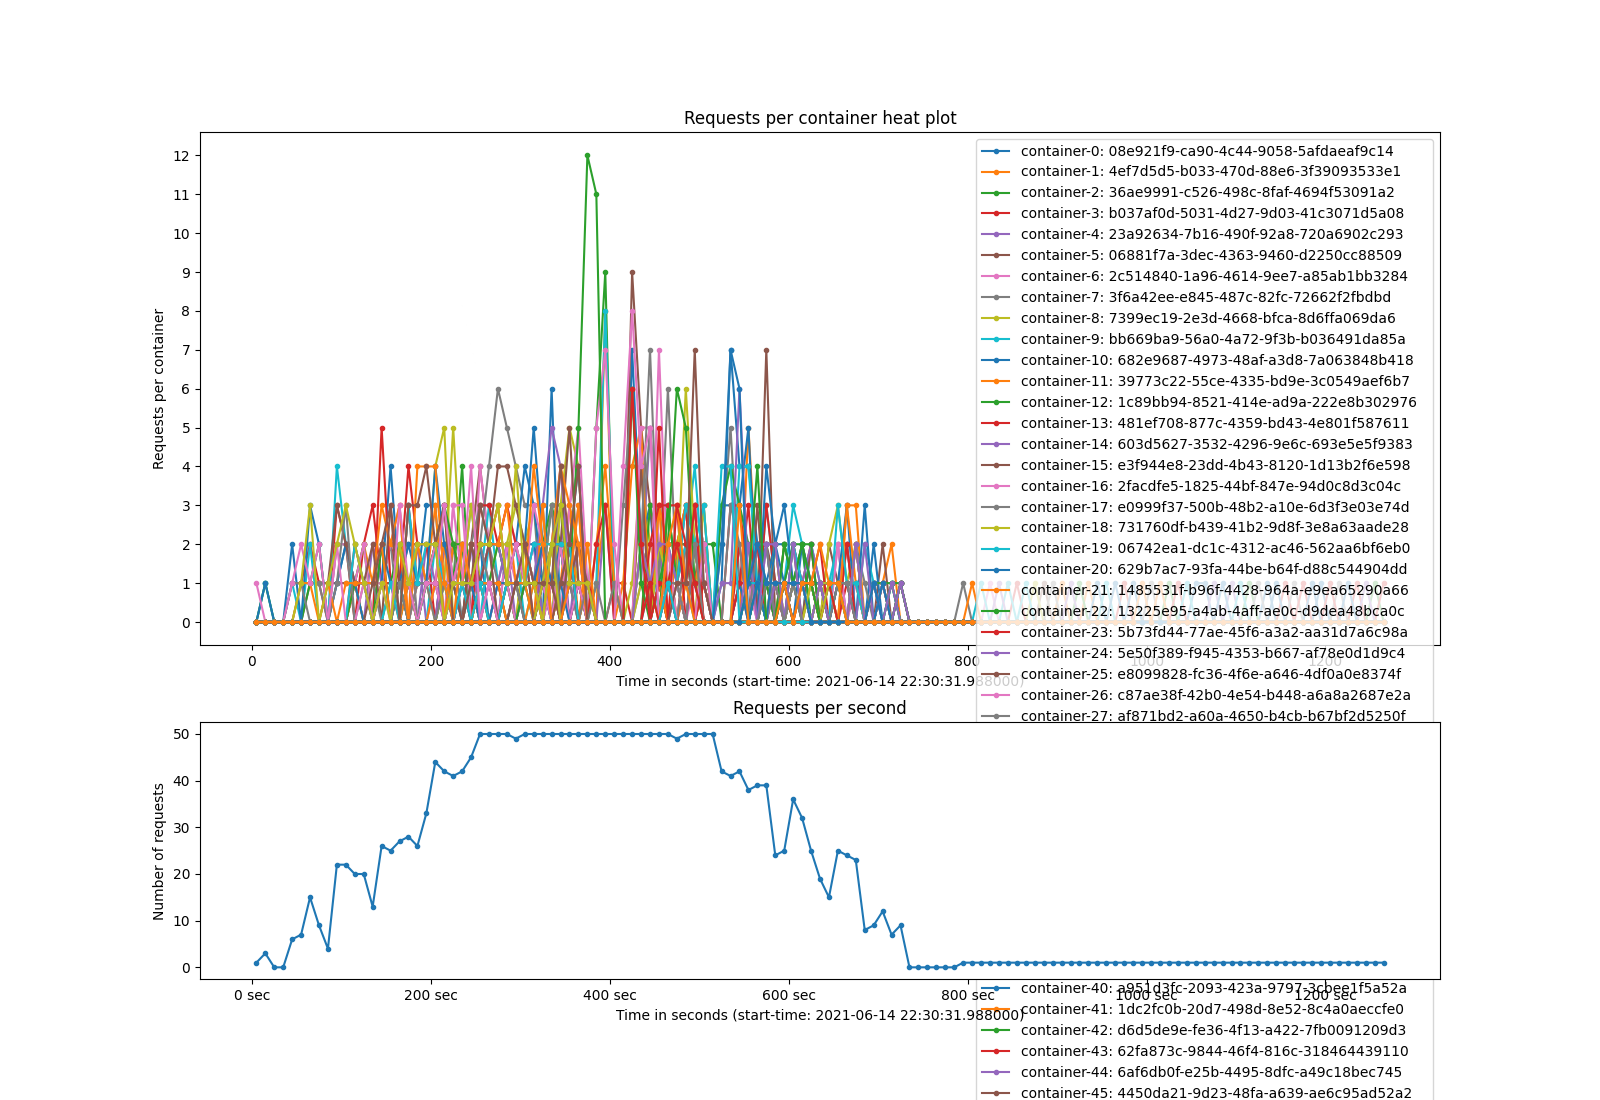 Requests per container heat plot
Requests per container
12
11
10
9
8
7
6
5
4
3
2
1
0
container-0: 08e921f9-ca90-4c44-9058-5afdaeaf9c14
container-1: 4ef7d5d5-b033-470d-88e6-3f39093533e1
container-2: 36ae9991-c526-498c-8faf-4694f53091a2
container-3: b037af0d-5031-4d27-9d03-41c3071d5a08
container-4: 23a92634-7b16-490f-92a8-720a6902c293
container-5: 06881f7a-3dec-4363-9460-d2250cc88509
container-6: 2c514840-1a96-4614-9ee7-a85ab1bb3284
container-7: 3f6a42ee-e845-487c-82fc-72662f2fbdbd
container-8: 7399ec19-2e3d-4668-bfca-8d6ffa069da6
container-9: bb669ba9-56a0-4a72-9f3b-b036491da85a
container-10: 682e9687-4973-48af-a3d8-7a063848b418
container-11: 39773c22-55ce-4335-bd9e-3c0549aef6b7
container-12: 1c89bb94-8521-414e-ad9a-222e8b302976
container-13: 481ef708-877c-4359-bd43-4e801f587611
container-14: 603d5627-3532-4296-9e6c-693e5e5f9383
container-15: e3f944e8-23dd-4b43-8120-1d13b2f6e598
container-16: 2facdfe5-1825-44bf-847e-94d0c8d3c04c
container-17: e0999f37-500b-48b2-a10e-6d3f3e03e74d
container-18: 731760df-b439-41b2-9d8f-3e8a63aade28
container-19: 06742ea1-dc1c-4312-ac46-562aa6bf6eb0
container-20: 629b7ac7-93fa-44be-b64f-d88c544904dd
container-21: 1485531f-b96f-4428-964a-e9ea65290a66
container-22: 13225e95-a4ab-4aff-ae0c-d9dea48bca0c
container-23: 5b73fd44-77ae-45f6-a3a2-aa31d7a6c98a
container-24: 5e50f389-f945-4353-b667-af78e0d1d9c4
container-25: e8099828-fc36-4f6e-a646-4df0a0e8374f
container-26: c87ae38f-42b0-4e54-b448-a6a8a2687e2a
container-27: af871bd2-a60a-4650-b4cb-b67bf2d5250f
0 200 400 600 800 1000 1200
Time in seconds (start-time: 2021-06-14 22:30:31.988000)
Requests per second
Number of requests
50
40
30
20
10
0
0 sec 200 sec 400 sec 600 sec 800 sec 1000 sec 1200 sec
Time in seconds (start-time: 2021-06-14 22:30:31.988000)
container-40: a951d3fc-2093-423a-9797-3cbee1f5a52a
container-41: 1dc2fc0b-20d7-498d-8e52-8c4a0aeccfe0
container-42: d6d5de9e-fe36-4f13-a422-7fb0091209d3
container-43: 62fa873c-9844-46f4-816c-318464439110
container-44: 6af6db0f-e25b-4495-8dfc-a49c18bec745
container-45: 4450da21-9d23-48fa-a639-ae6c95ad52a2